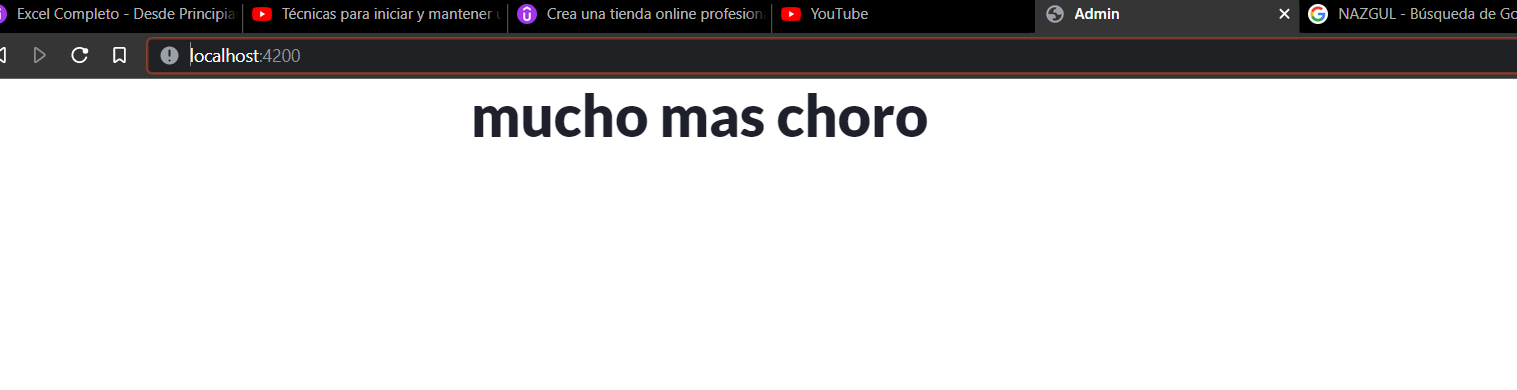 Excel Completo - Desde Principia
Técnicas para iniciar y mantener u
Crea una tienda online profesion
YouTube
Admin
NAZGUL - Búsqueda de Go
localhost:4200
mucho mas choro